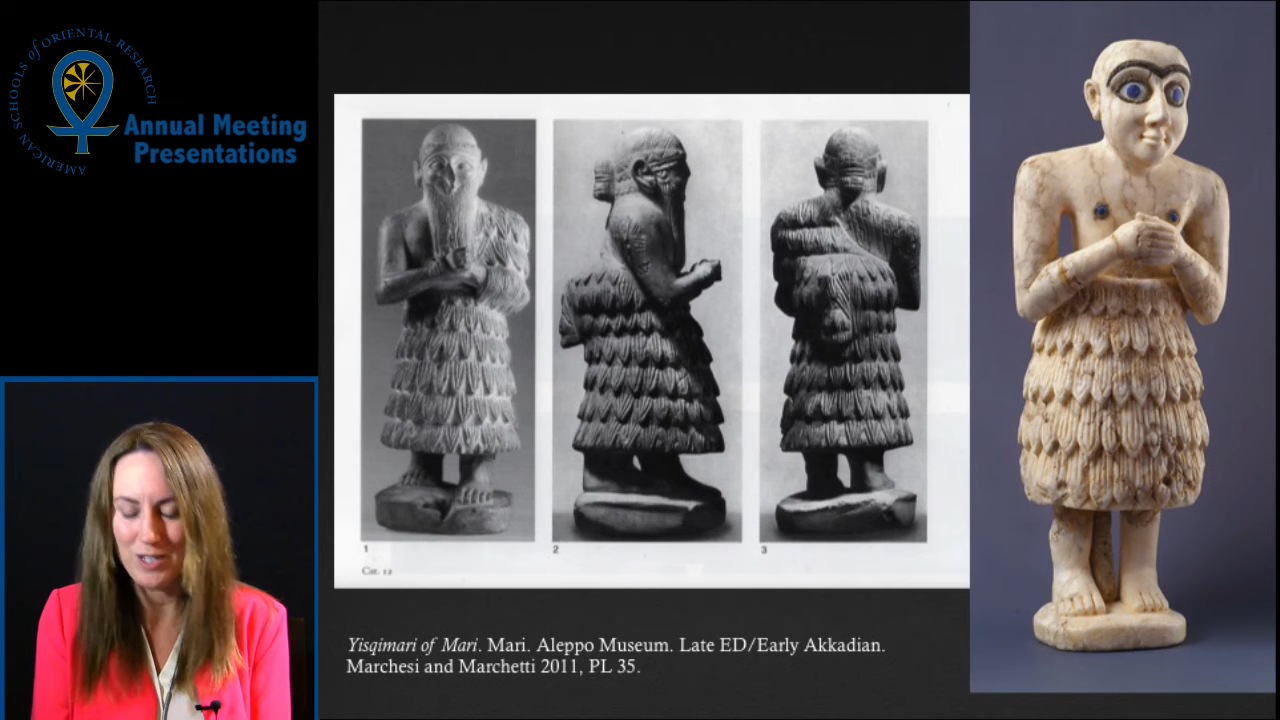 AMERICAN SCHOOLS of ORIENTAL RESEARCH
Annual Meeting
Presentations
1
2
3
Cat. 12
Yisqimari of Mari. Mari. Aleppo Museum. Late ED/Early Akkadian.
Marchesi and Marchetti 2011, PL 35.